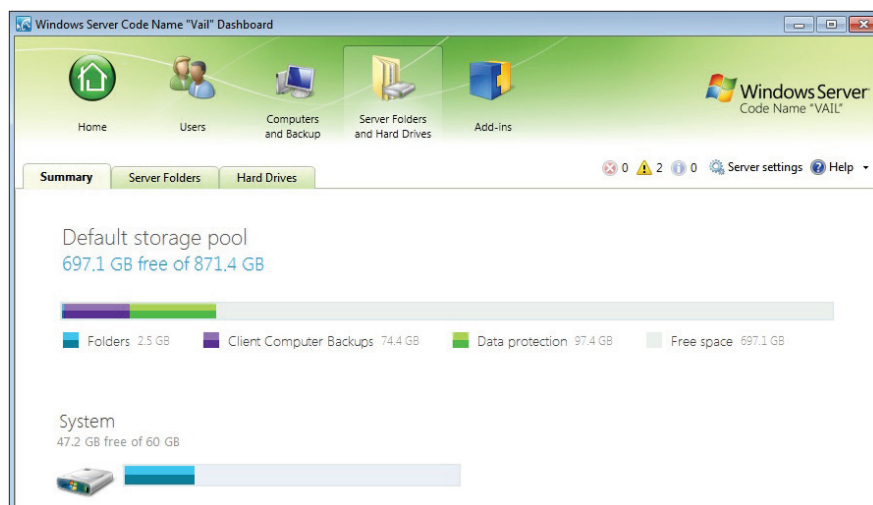 Windows Server Code Name "Vail" Dashboard
Home
Users
Computers
and Backup
Server Folders
and Hard Drives
Add-ins
Windows Server
Code Name "VAIL"
Summary
Server Folders
Hard Drives
0 2 0 Server settings Help
Default storage pool
697.1 GB free of 871.4 GB
Folders 2.5 GB
Client Computer Backups 74.4 GB
Data protection 97.4 GB
Free space 697.1 GB
System
47.2 GB free of 60 GB